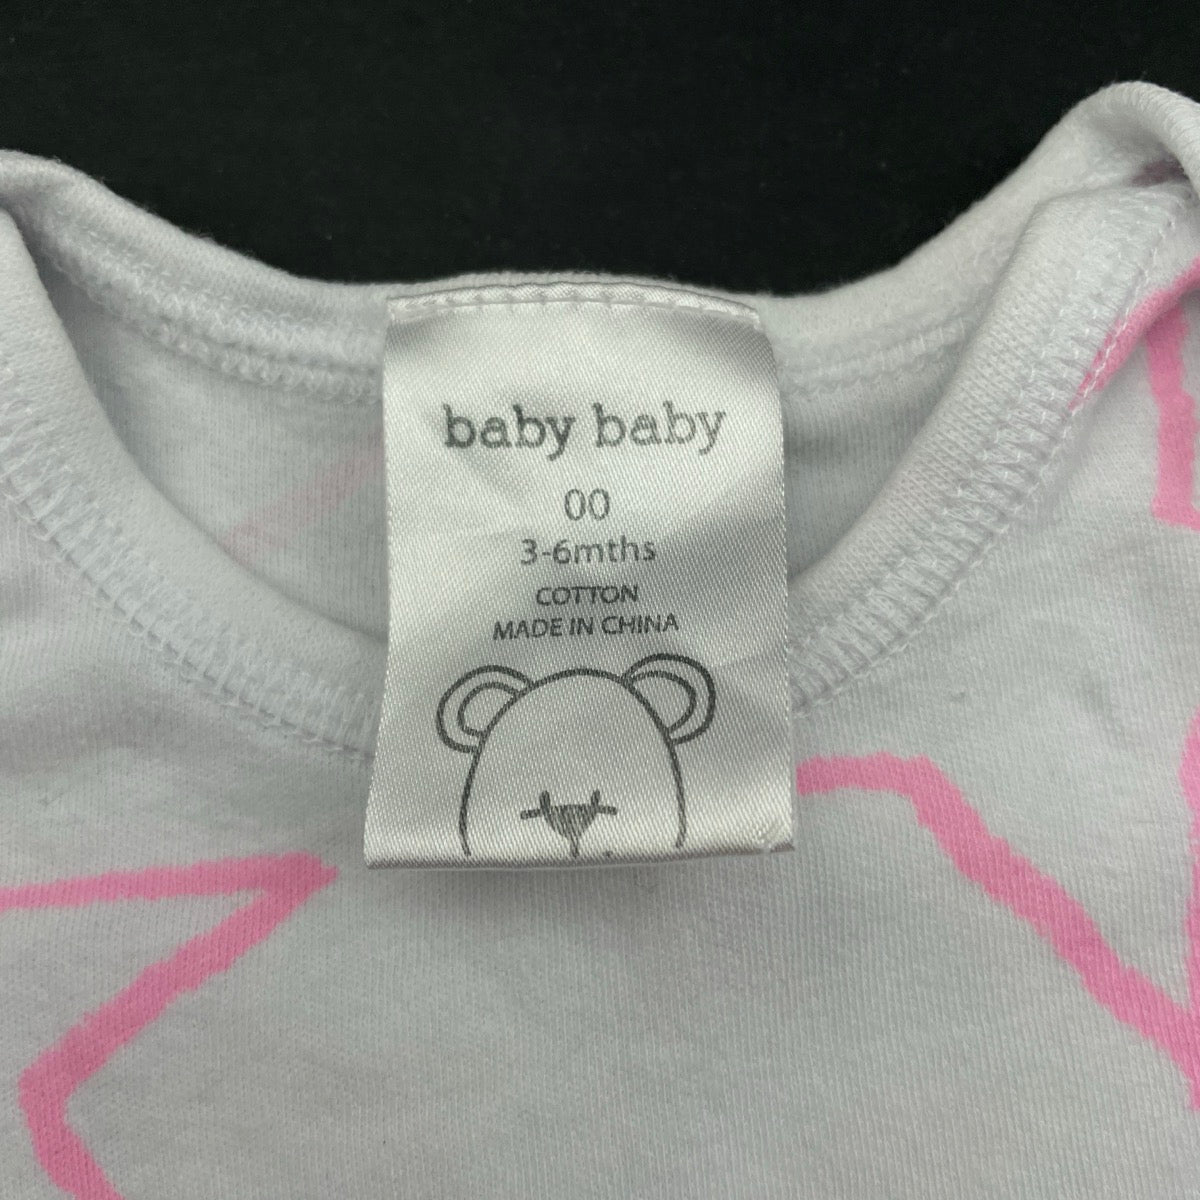 baby baby
00
3-6mths
COTTON
MADE IN CHINA